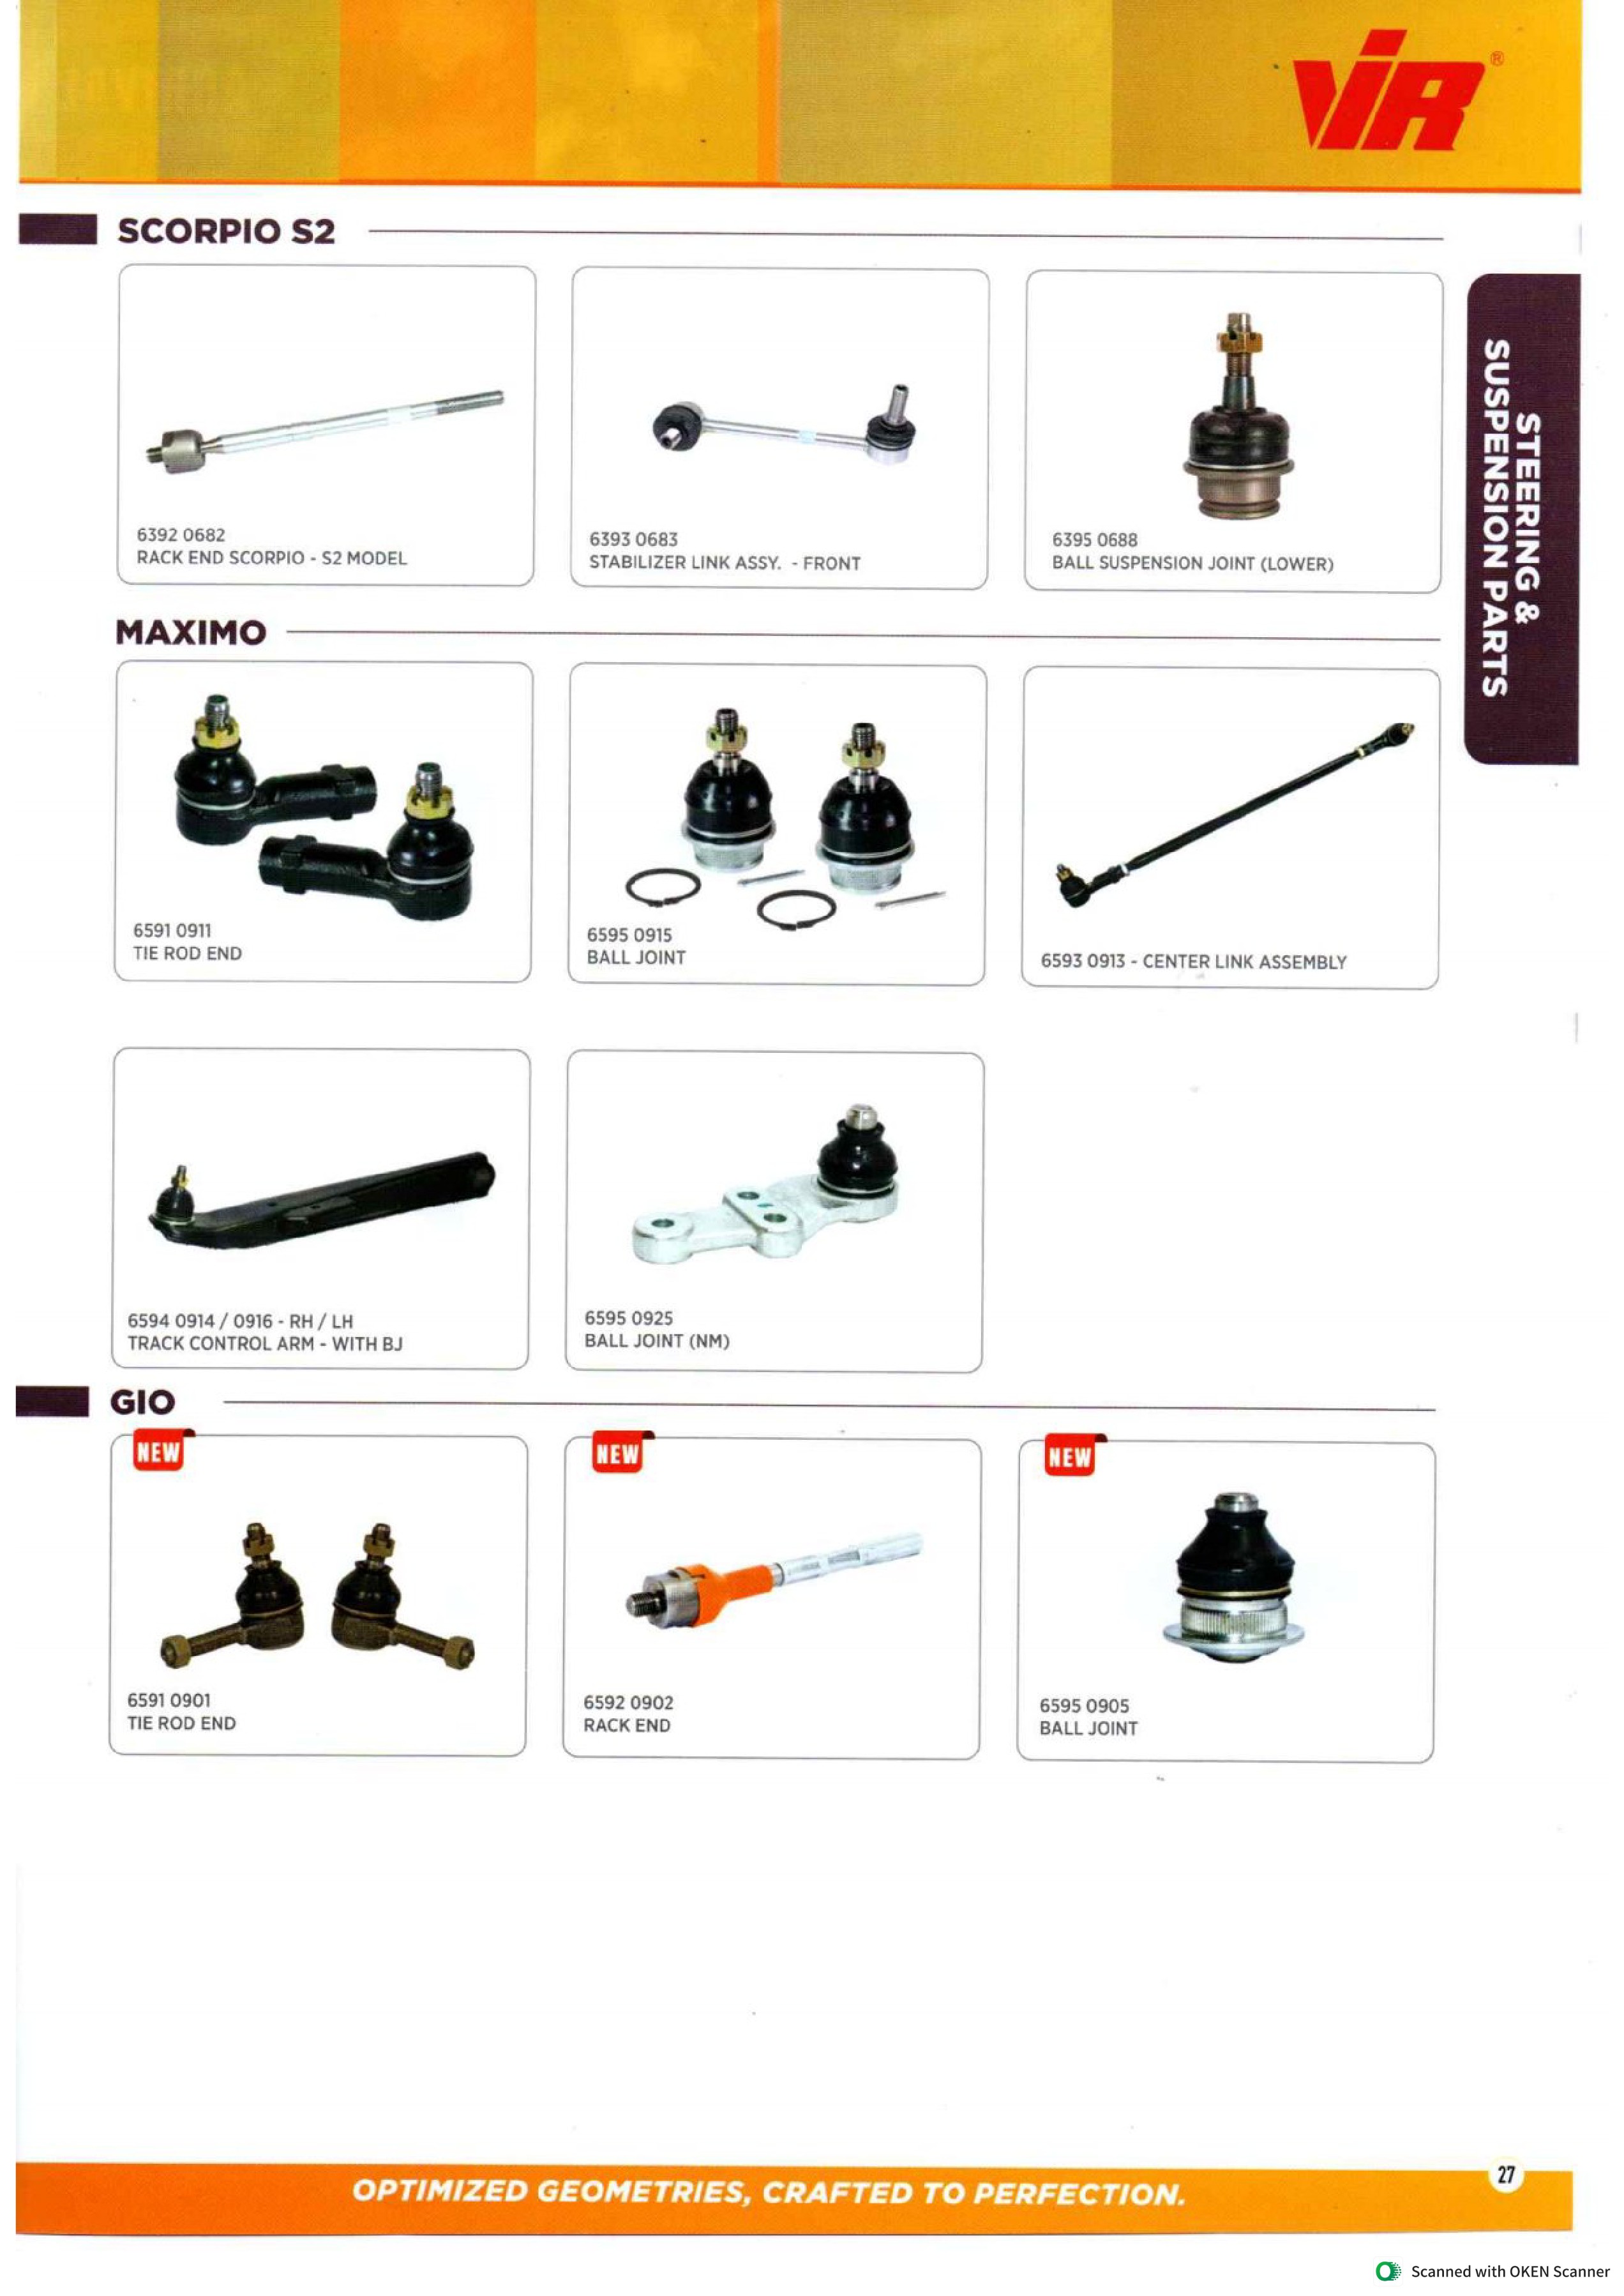 ViR®
SCORPIO S2
6392 0682
RACK END SCORPIO - S2 MODEL
6393 0683
STABILIZER LINK ASSY. - FRONT
6395 0688
BALL SUSPENSION JOINT (LOWER)
STEERING &
SUSPENSION PARTS
MAXIMO
6591 0911
TIE ROD END
6595 0915
BALL JOINT
6593 0913 - CENTER LINK ASSEMBLY
6594 0914 / 0916 - RH / LH
TRACK CONTROL ARM - WITH BJ
6595 0925
BALL JOINT (NM)
GIO
NEW
6591 0901
TIE ROD END
NEW
6592 0902
RACK END
NEW
6595 0905
BALL JOINT
OPTIMIZED GEOMETRIES, CRAFTED TO PERFECTION.
27
Scanned with OKEN Scanner